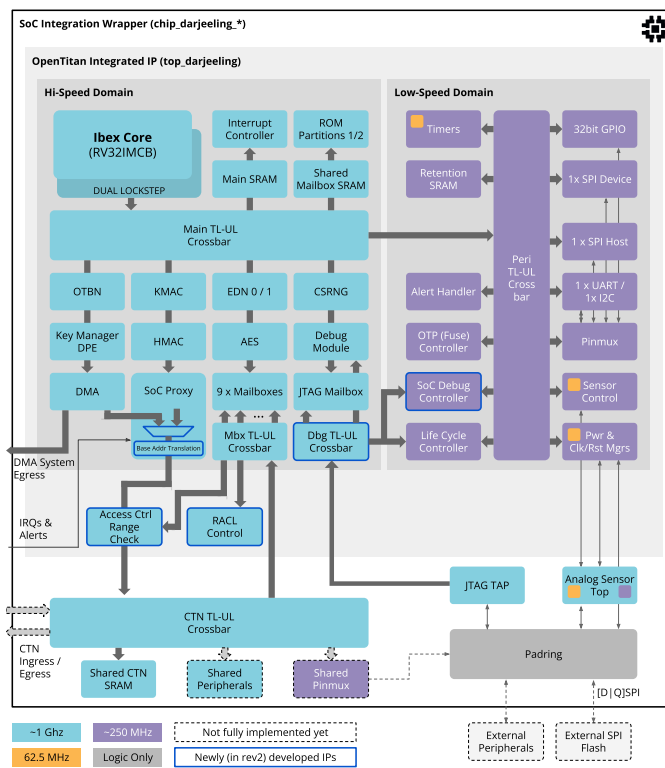 SoC Integration Wrapper (chip_darjeeling_*)
OpenTitan Integrated IP (top_darjeeling)
Hi-Speed Domain
Low-Speed Domain
Ibex Core
(RV32IMCB)
DUAL LOCKSTEP
Interrupt
Controller
ROM
Partitions 1/2
Main SRAM
Shared
Mailbox SRAM
Main TL-UL
Crossbar
OTBN
KMAC
EDN 0 / 1
CSRNG
Key Manager
DPE
HMAC
AES
Debug
Module
DMA
SoC Proxy
9 x Mailboxes
JTAG Mailbox
...
Base Addr Translation
Mbx TL-UL
Crossbar
Dbg TL-UL
Crossbar
Timers
Retention
SRAM
Alert Handler
OTP (Fuse)
Controller
SoC Debug
Controller
Life Cycle
Controller
Peri
TL-UL
Cross
bar
32bit GPIO
1x SPI Device
1 x SPI Host
1 x UART /
1x I2C
Pinmux
Sensor
Control
Pwr &
Clk/Rst Mgrs
DMA System
Egress
IRQs &
Alerts
Access Ctrl
Range
Check
RACL
Control
JTAG TAP
Analog Sensor
Top
CTN TL-UL
Crossbar
CTN
Ingress /
Egress
Shared CTN
SRAM
Shared
Peripherals
Shared
Pinmux
Padring
[D|Q]SPI
External
Peripherals
External SPI
Flash
~1 Ghz
~250 MHz
Not fully implemented yet
62.5 MHz
Logic Only
Newly (in rev2) developed IPs